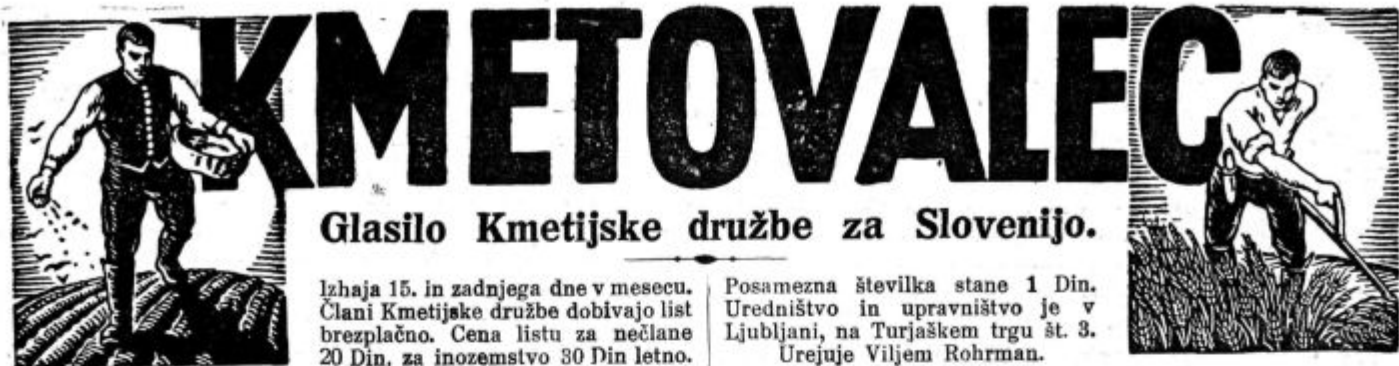 KMETOVALEC
Glasilo Kmetijske družbe za Slovenijo.
Izhaja 15. in zadnjega dne v mesecu.
Člani Kmetijske družbe dobivajo list
brezplačno. Cena listu za nečlane
20 Din, za inozemstvo 30 Din letno.
Posamezna številka stane 1 Din.
Uredništvo in upravništvo je v
Ljubljani, na Turjaškem trgu št. 3.
Urejuje Viljem Rohrman.